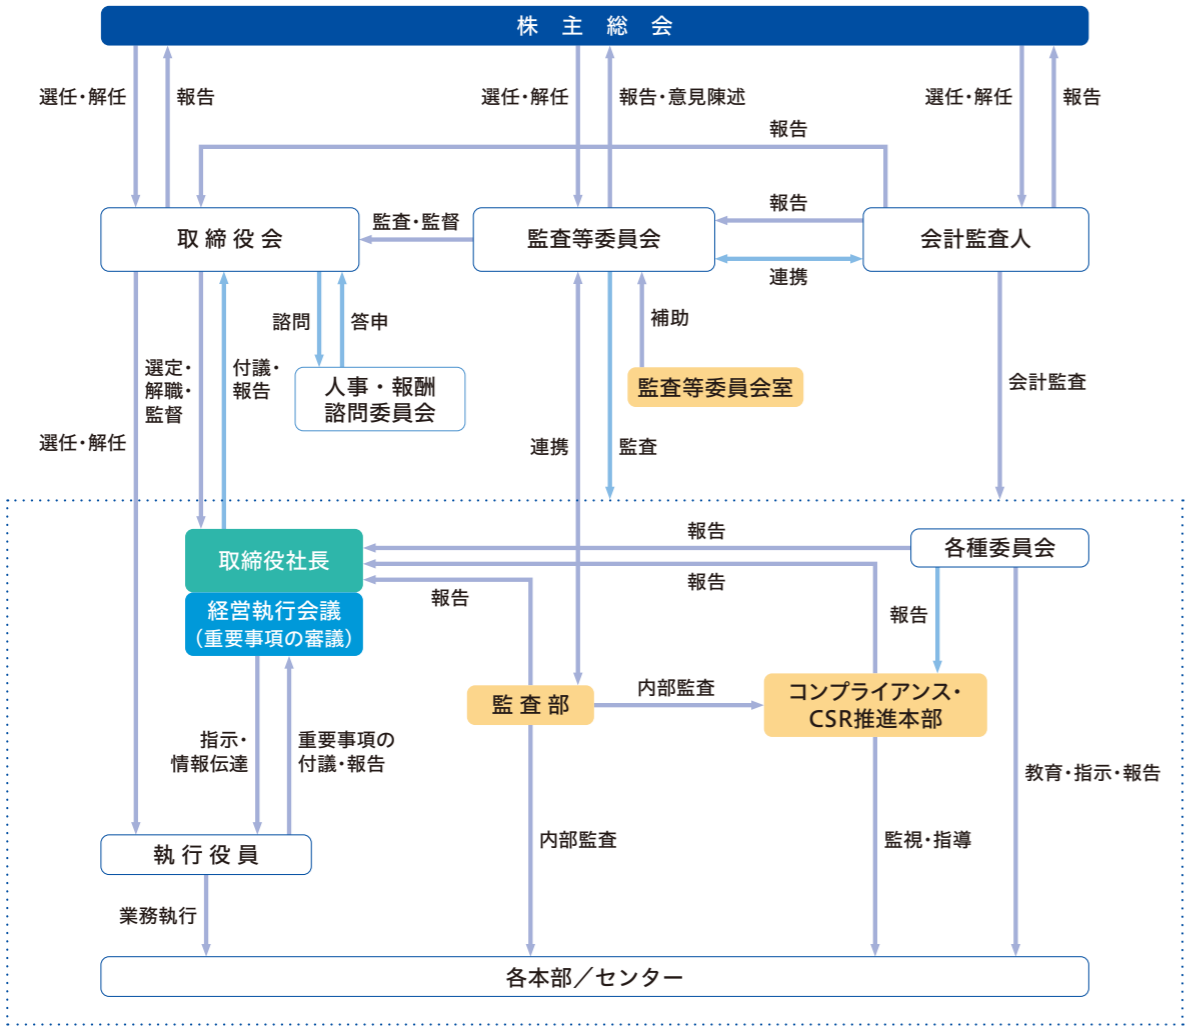 株主総会
選任・解任
報告
選任・解任
報告・意見陳述
選任・解任
報告
報告
取締役会
監査・監督
監査等委員会
報告
連携
会計監査人
諮問
答申
補助
選定・
解職・
監督
付議・
報告
人事・報酬
諮問委員会
監査等委員会室
会計監査
選任・解任
連携
監査
取締役社長
経営執行会議
（重要事項の審議）
報告
報告
報告
各種委員会
報告
監査部
内部監査
コンプライアンス・
CSR推進本部
指示・
情報伝達
重要事項の
付議・報告
教育・指示・報告
内部監査
監視・指導
執行役員
業務執行
各本部／センター